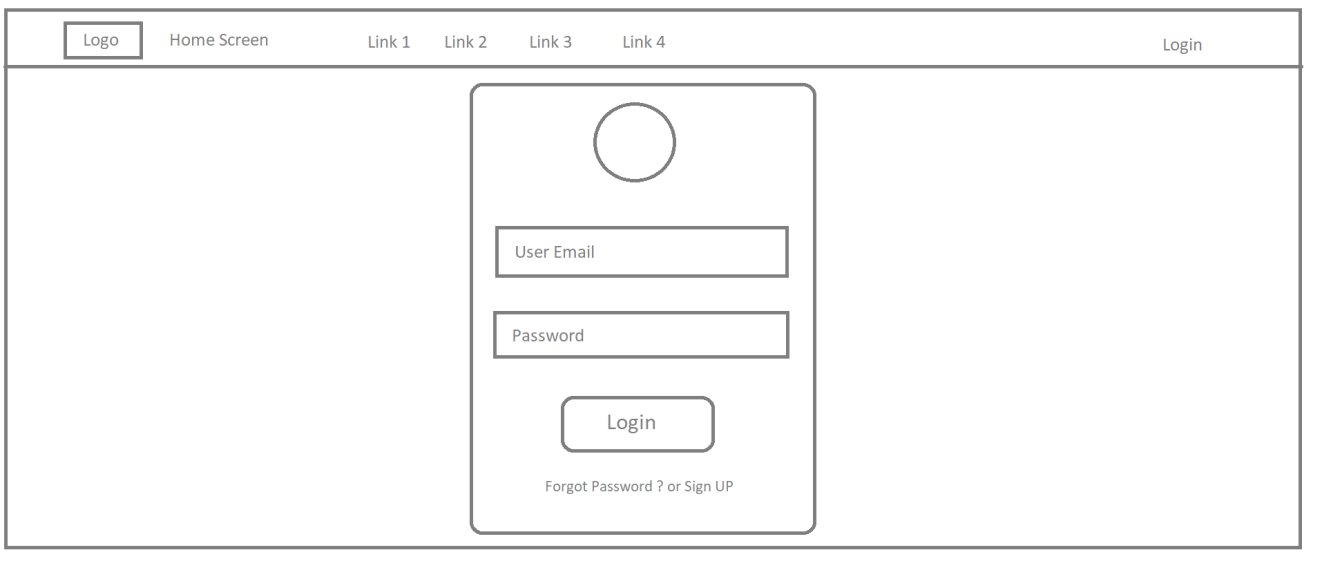 Logo Home Screen Link 1 Link 2 Link 3 Link 4 Login
User Email
Password
Login
Forgot Password ? or Sign UP